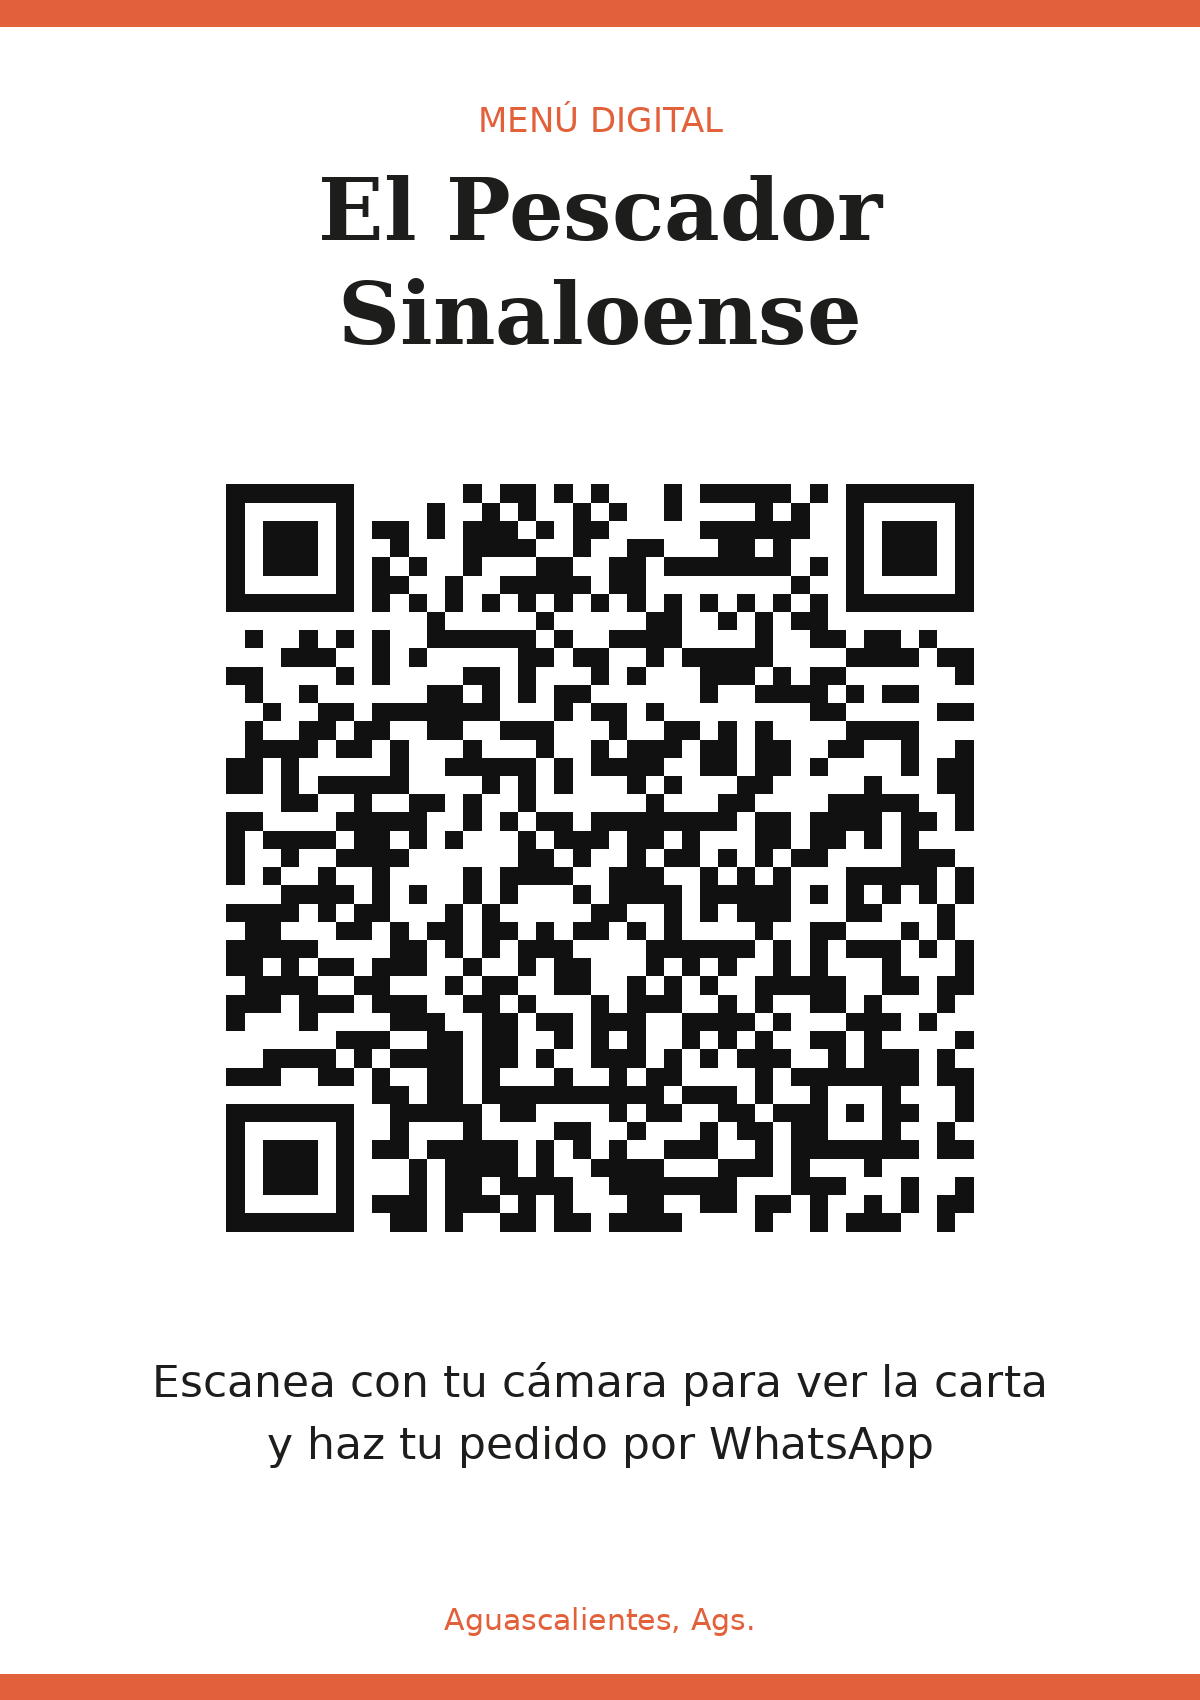 MENÚ DIGITAL
El Pescador
Sinaloense
Escanea con tu cámara para ver la carta
y haz tu pedido por WhatsApp
Aguascalientes, Ags.